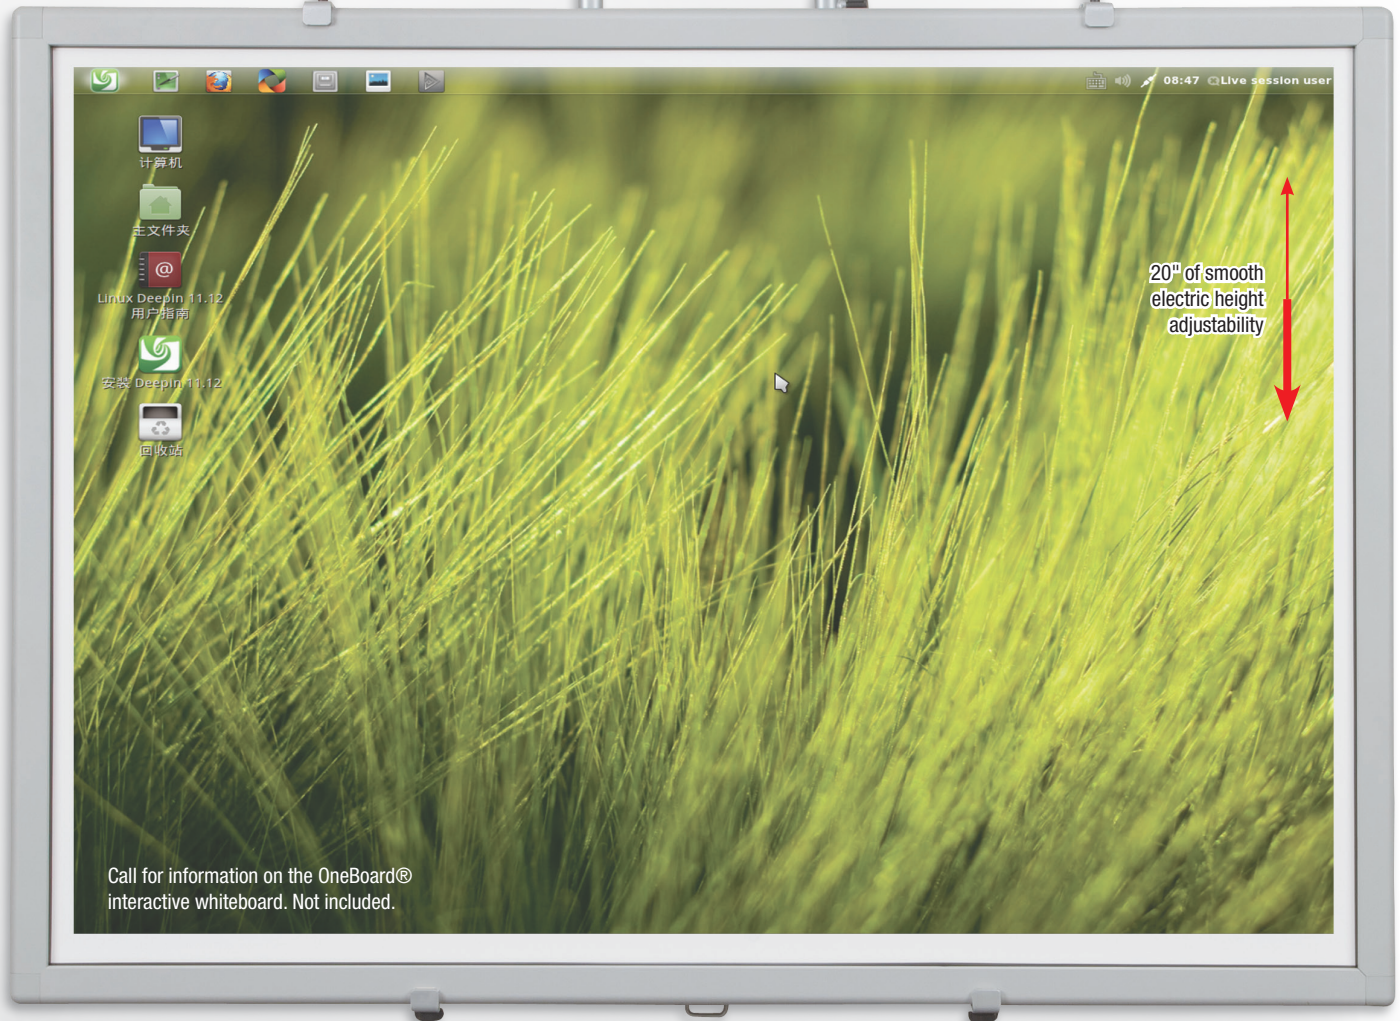 08:47 Live session user
计算机
主文件夹
Linux Deepin 11.12
用户指南
安装 Deepin 11.12
回收站
20" of smooth
electric height
adjustability
Call for information on the OneBoard®
interactive whiteboard. Not included.